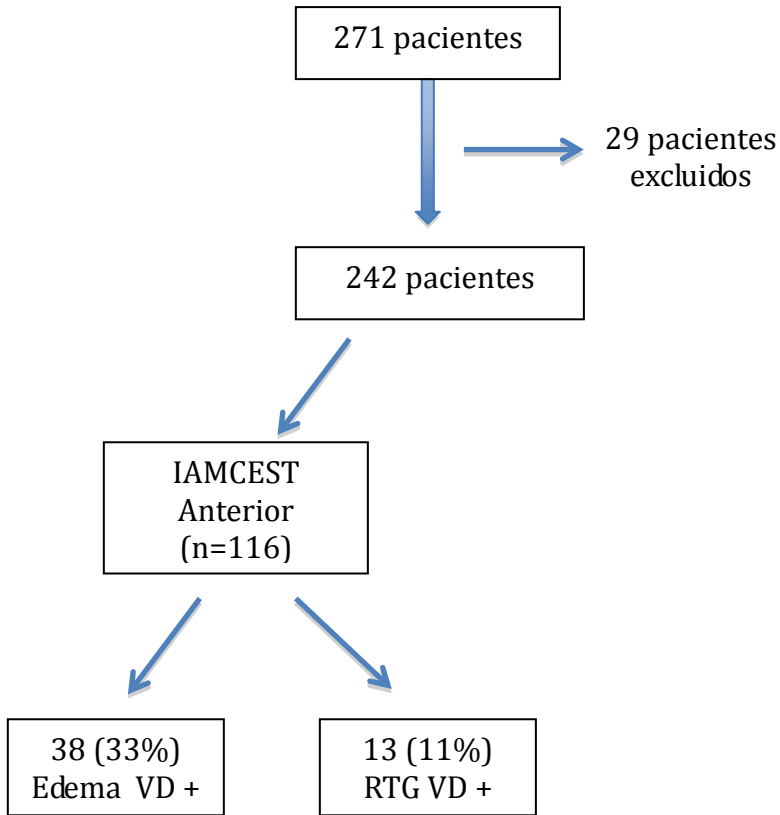 271 pacientes
29 pacientes
excluidos
242 pacientes
IAMCEST
Anterior
(n=116)
38 (33%)
Edema VD +
13 (11%)
RTG VD +